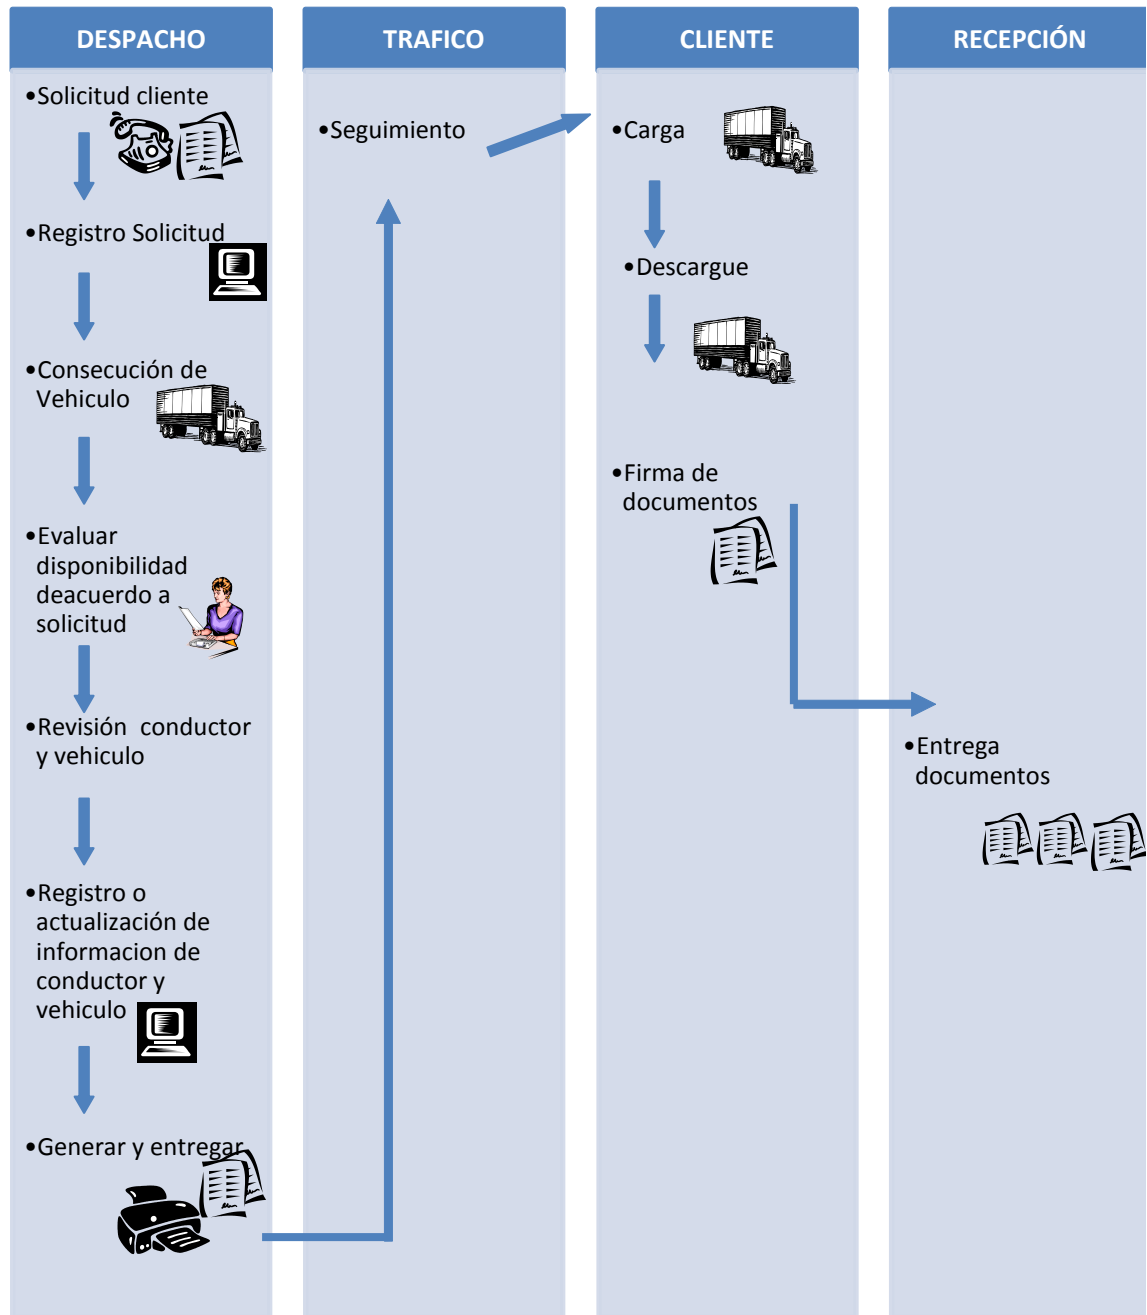 DESPACHO
•Solicitud cliente
•Registro Solicitud
•Consecución de
Vehiculo
•Evaluar
disponibilidad
deacuerdo a
solicitud
•Revisión conductor
y vehiculo
•Registro o
actualización de
informacion de
conductor y
vehiculo
•Generar y entregar
TRAFICO
•Seguimiento
CLIENTE
•Carga
•Descargue
•Firma de
documentos
RECEPCIÓN
•Entrega
documentos